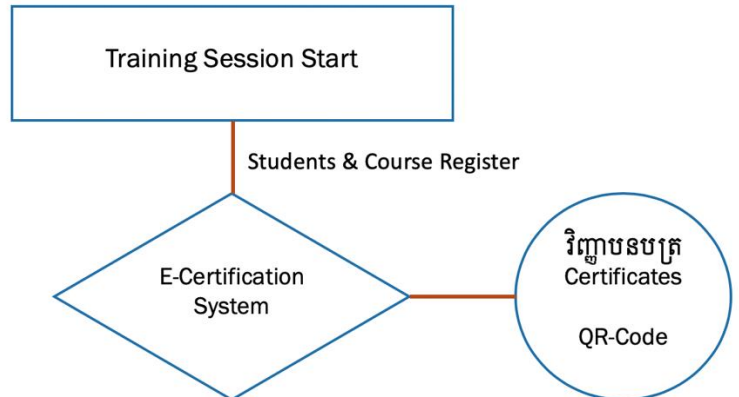 Training Session Start
Students & Course Register
E-Certification
System
វិញ្ញាបនបត្រ
Certificates
QR-Code